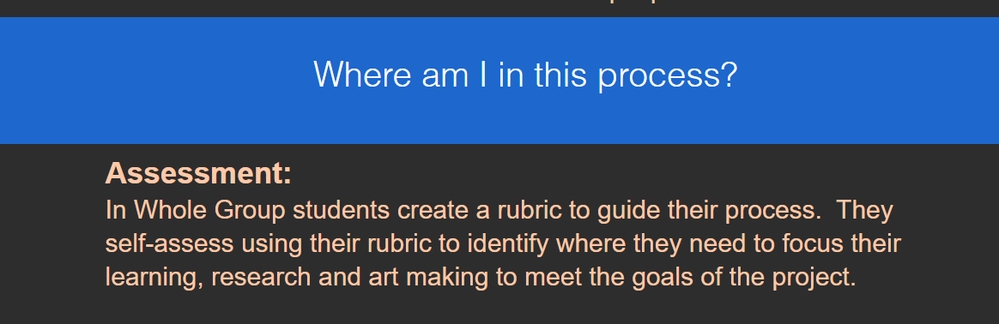 Where am I in this process?
Assessment:
In Whole Group students create a rubric to guide their process.  They
self-assess using their rubric to identify where they need to focus their
learning, research and art making to meet the goals of the project.